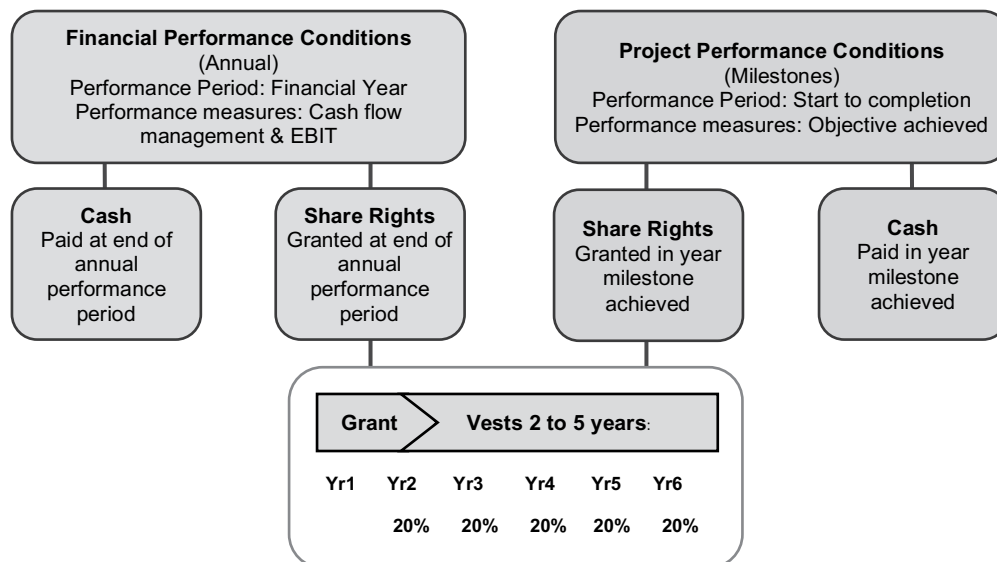 Financial Performance Conditions
(Annual)
Performance Period: Financial Year
Performance measures: Cash flow
management & EBIT
Project Performance Conditions
(Milestones)
Performance Period: Start to completion
Performance measures: Objective achieved
Cash
Paid at end of
annual
performance
period
Share Rights
Granted at end of
annual
performance
period
Share Rights
Granted in year
milestone
achieved
Cash
Paid in year
milestone
achieved
Grant Vests 2 to 5 years:
Yr1 Yr2 Yr3 Yr4 Yr5 Yr6
20% 20% 20% 20% 20%